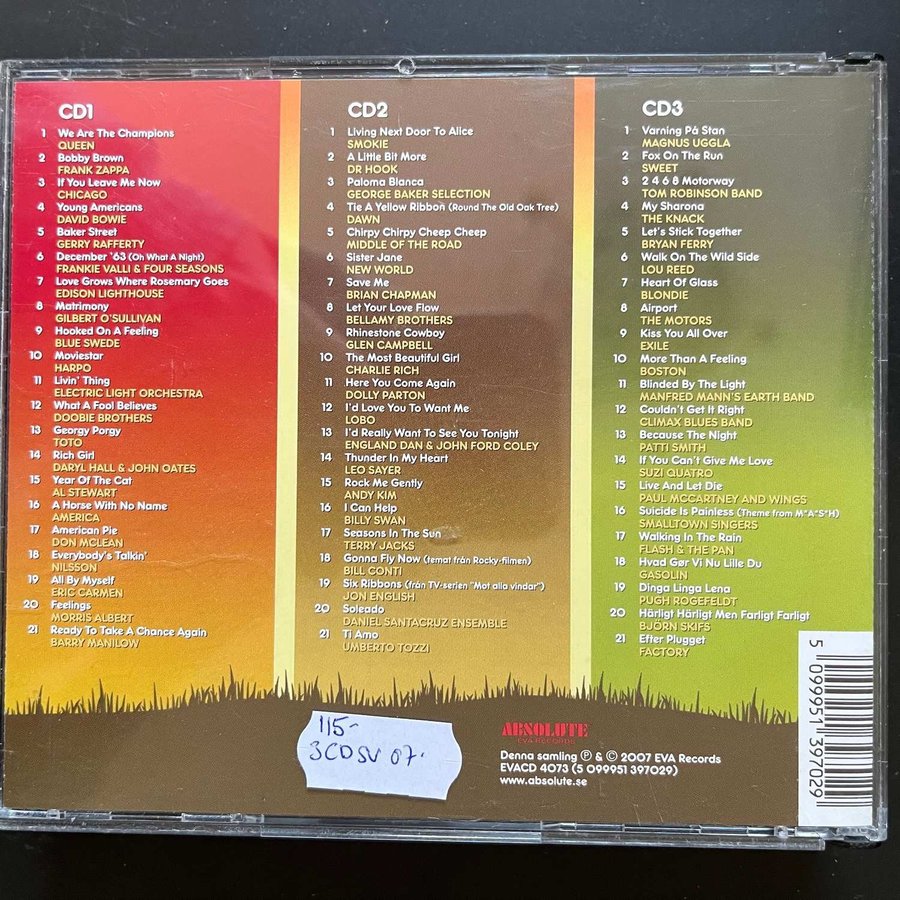 CD1
1 We Are The Champions
QUEEN
2 Bobby Brown
FRANK ZAPPA
3 If You Leave Me Now
CHICAGO
4 Young Americans
DAVID BOWIE
5 Baker Street
GERRY RAFFERTY
6 December '63 (Oh What A Night)
FRANKIE VALLI & FOUR SEASONS
7 Love Grows Where Rosemary Goes
EDISON LIGHTHOUSE
8 Matrimony
GILBERT O'SULLIVAN
9 Hooked On A Feeling
BLUE SWEDE
10 Moviestar
HARPO
11 Livin' Thing
ELECTRIC LIGHT ORCHESTRA
12 What A Fool Believes
DOOBIE BROTHERS
13 Georgy Porgy
TOTO
14 Rich Girl
DARYL HALL & JOHN OATES
15 Year Of The Cat
AL STEWART
16 A Horse With No Name
AMERICA
17 American Pie
DON MCLEAN
18 Everybody's Talkin'
NILSSON
19 All By Myself
ERIC CARMEN
20 Feelings
MORRIS ALBERT
21 Ready To Take A Chance Again
BARRY MANILOW
CD2
1 Living Next Door To Alice
SMOKIE
2 A Little Bit More
DR HOOK
3 Paloma Blanca
GEORGE BAKER SELECTION
4 Tie A Yellow Ribbon (Round The Old Oak Tree)
DAWN
5 Chirpy Chirpy Cheep Cheep
MIDDLE OF THE ROAD
6 Sister Jane
NEW WORLD
7 Save Me
BRIAN CHAPMAN
8 Let Your Love Flow
BELLAMY BROTHERS
9 Rhinestone Cowboy
GLEN CAMPBELL
10 The Most Beautiful Girl
CHARLIE RICH
11 Here You Come Again
DOLLY PARTON
12 I'd Love You To Want Me
LOBO
13 I'd Really Want To See You Tonight
ENGLAND DAN & JOHN FORD COLEY
14 Thunder In My Heart
LEO SAYER
15 Rock Me Gently
ANDY KIM
16 I Can Help
BILLY SWAN
17 Seasons In The Sun
TERRY JACKS
18 Gonna Fly Now (temat från Rocky-filmen)
BILL CONTI
19 Six Ribbons (från TV-serien "Mot alla vindar")
JON ENGLISH
20 Soleado
DANIEL SANTACRUZ ENSEMBLE
21 Ti Amo
UMBERTO TOZZI
CD3
1 Varning På Stan
MAGNUS UGGLA
2 Fox On The Run
SWEET
3 2 4 6 8 Motorway
TOM ROBINSON BAND
4 My Sharona
THE KNACK
5 Let's Stick Together
BRYAN FERRY
6 Walk On The Wild Side
LOU REED
7 Heart Of Glass
BLONDIE
8 Airport
THE MOTORS
9 Kiss You All Over
EXILE
10 More Than A Feeling
BOSTON
11 Blinded By The Light
MANFRED MANN'S EARTH BAND
12 Couldn't Get It Right
CLIMAX BLUES BAND
13 Because The Night
PATTI SMITH
14 If You Can't Give Me Love
SUZI QUATRO
15 Live And Let Die
PAUL MCCARTNEY AND WINGS
16 Suicide Is Painless (Theme from M*A*S*H)
SMALLTOWN SINGERS
17 Walking In The Rain
FLASH & THE PAN
18 Hvad Gør Vi Nu Lille Du
GASOLIN
19 Dinga Linga Lena
PUGH ROGEFELDT
20 Härligt Härligt Men Farligt Farligt
BJÖRN SKIFS
21 Efter Plugget
FACTORY
115-
3CD SV 07.
ABSOLUTE
EVA RECORDS
Denna samling Ⓟ & © 2007 EVA Records
EVACD 4073 (5 099951 397029)
www.absolute.se
5 099951 397029